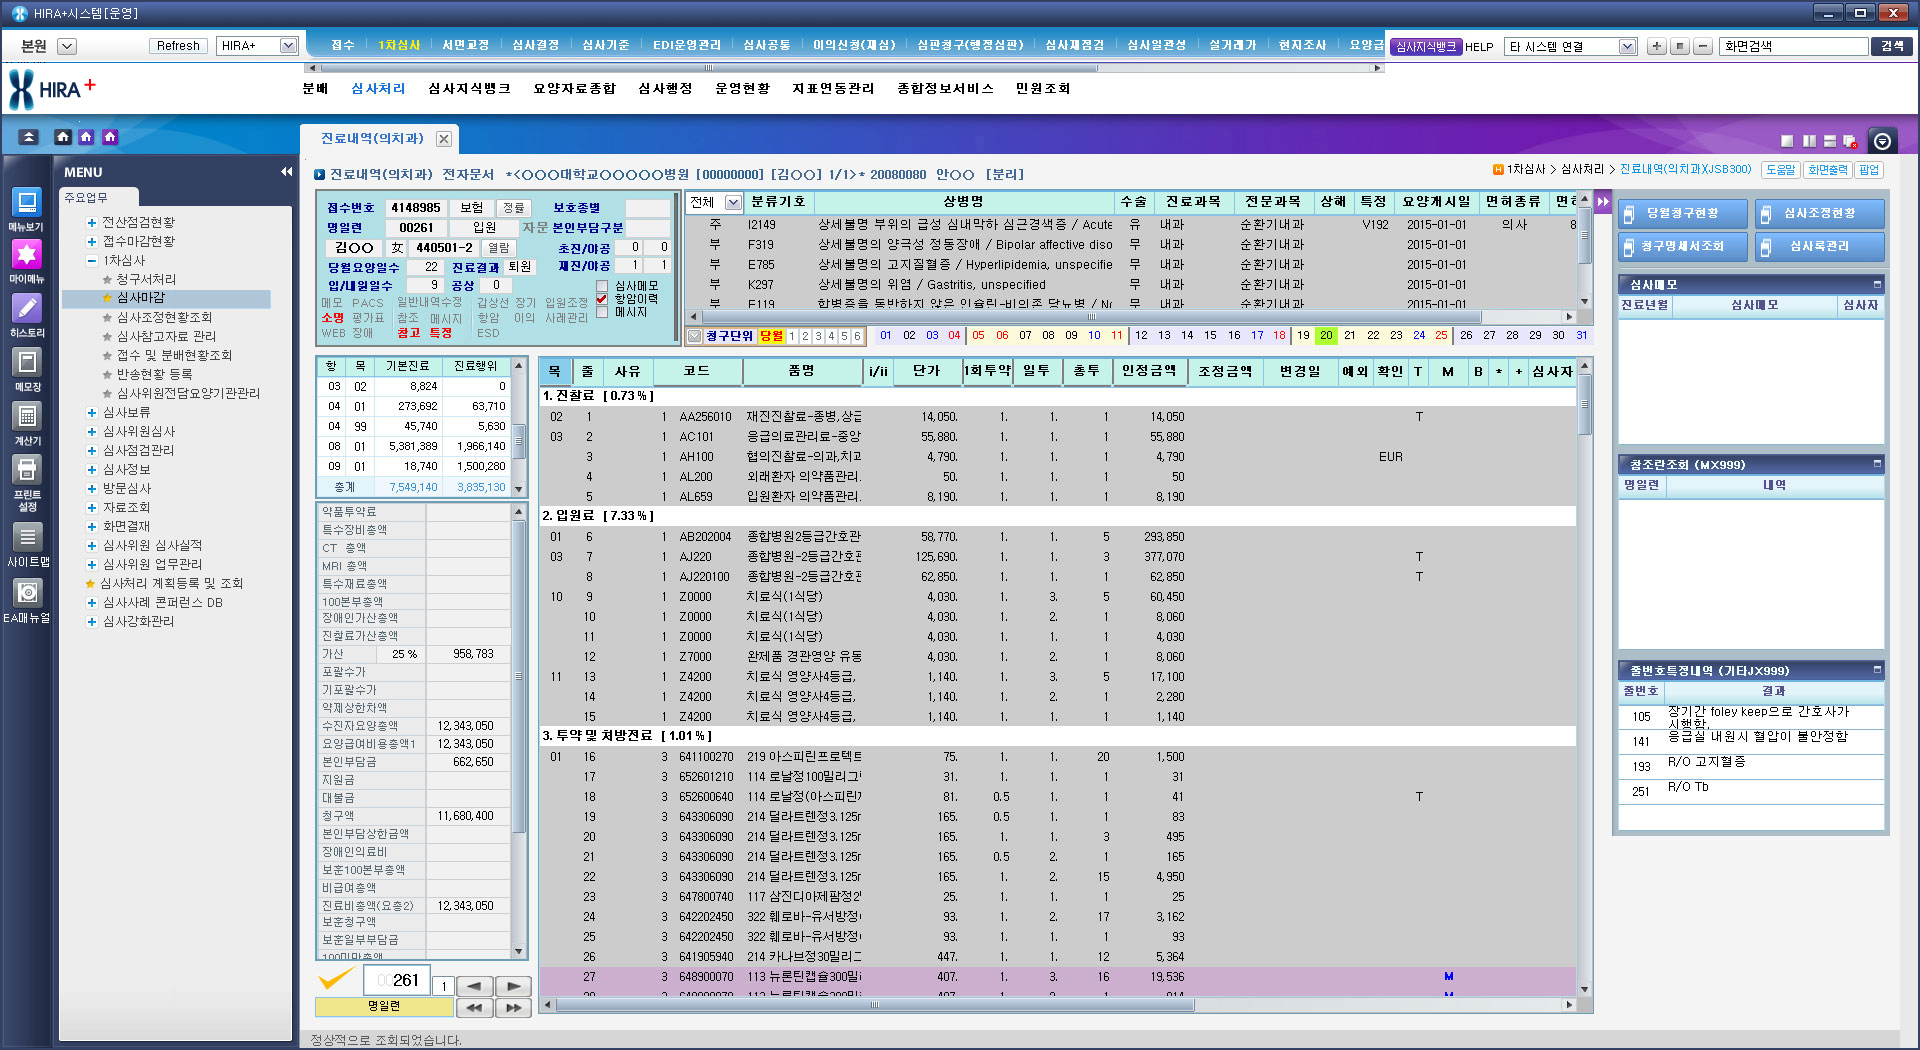 HIRA+시스템[운영]
본원 Refresh HIRA+
접수 1차심사 서면교정 심사결정 심사기준 EDI운영관리 심사공통 이의신청(재심) 심판청구(행정심판) 심사재점검 심사일관성 실거래가 현지조사 요양급
심사지식뱅크 HELP 타 시스템 연결 화면검색 검색
HIRA+
분배 심사처리 심사지식뱅크 요양자료종합 심사행정 운영현황 지표연동관리 종합정보서비스 민원조회
진료내역(의치과)
진료내역(의치과) 전자문서 *<○○○대학교○○○○○병원 [00000000] [김○○] 1/1>* 20080080 안○○ [분리]
1차심사 > 심사처리 > 진료내역(의치과)(JSB300) 도움말 화면출력 팝업
메뉴보기
마이메뉴
히스토리
메모장
계산기
프린트
설정
사이트맵
EA매뉴얼
MENU
주요업무
전산점검현황
접수마감현황
1차심사
청구서처리
심사마감
심사조정현황조회
심사참고자료 관리
접수 및 분배현황조회
반송현황 등록
심사위원전담요양기관관리
심사보류
심사위원심사
심사점검관리
심사정보
방문심사
자료조회
화면결재
심사위원 심사실적
심사위원 업무관리
심사처리 계획등록 및 조회
심사사례 콘퍼런스 DB
심사강화관리
접수번호 4148985 보험 정률 보호종별
명일련 00261 입원 자문 본인부담구분
김○○ 女 440501-2 열람 초진/야공 0 0
당월요양일수 22 진료결과 퇴원 재진/야공 1 1
입/내원일수 9 공상 0 심사메모
항암이력
메시지
메모 PACS 일반내역수정 갑상선 장기 입원조정
소명 평가표 참조 메시지 항암 이의 사례관리
WEB 장애 참고 특정 ESD
전체 분류기호 상병명 수술 진료과목 전문과목 상해 특정 요양개시일 면허종류 면허
주 I2149 상세불명 부위의 급성 심내막하 심근경색증 / Acute 유 내과 순환기내과 V192 2015-01-01 의사 8
부 F319 상세불명의 양극성 정동장애 / Bipolar affective diso 무 내과 순환기내과 2015-01-01
부 E785 상세불명의 고지질혈증 / Hyperlipidemia, unspecifie 무 내과 순환기내과 2015-01-01
부 K297 상세불명의 위염 / Gastritis, unspecified 무 내과 순환기내과 2015-01-01
부 E119 합병증을 동반하지 않은 인슐린-비의존 당뇨병 / No 무 내과 순환기내과 2015-01-01
청구단위 당월 1 2 3 4 5 6 01 02 03 04 05 06 07 08 09 10 11 12 13 14 15 16 17 18 19 20 21 22 23 24 25 26 27 28 29 30 31
항 목 기본진료 진료행위
03 02 8,824 0
04 01 273,692 63,710
04 99 45,740 5,630
08 01 5,381,389 1,966,140
09 01 18,740 1,500,280
총계 7,549,140 3,835,130
약품투약료
특수장비총액
CT 총액
MRI 총액
특수재료총액
100본부총액
장애인가산총액
진찰료가산총액
가산 25 % 958,783
포괄수가
기포괄수가
약제상한차액
수진자요양총액 12,343,050
요양급여비용총액1 12,343,050
본인부담금 662,650
지원금
대불금
청구액 11,680,400
본인부담상한금액
장애인의료비
보훈100본부총액
비급여총액
진료비총액(요총2) 12,343,050
보훈청구액
보훈일부부담금
100미만총액
00261 1
명일련
목 줄 사유 코드 품명 i/ii 단가 1회투약 일투 총투 인정금액 조정금액 변경일 예외 확인 T M B * + 심사자
1. 진찰료 [ 0.73 % ]
02 1 1 AA256010 재진진찰료-종병,상급 14,050. 1. 1. 1 14,050 T
03 2 1 AC101 응급의료관리료-중앙 55,880. 1. 1. 1 55,880
3 1 AH100 협의진찰료-의과,치과 4,790. 1. 1. 1 4,790 EUR
4 1 AL200 외래환자 의약품관리. 50. 1. 1. 1 50
5 1 AL659 입원환자 의약품관리. 8,190. 1. 1. 1 8,190
2. 입원료 [ 7.33 % ]
01 6 1 AB202004 종합병원2등급간호관 58,770. 1. 1. 5 293,850
03 7 1 AJ220 종합병원-2등급간호관 125,690. 1. 1. 3 377,070 T
8 1 AJ220100 종합병원-2등급간호관 62,850. 1. 1. 1 62,850 T
10 9 1 Z0000 치료식(1식당) 4,030. 1. 3. 5 60,450
10 1 Z0000 치료식(1식당) 4,030. 1. 2. 1 8,060
11 1 Z0000 치료식(1식당) 4,030. 1. 1. 1 4,030
12 1 Z7000 완제품 경관영양 유동 4,030. 1. 2. 1 8,060
11 13 1 Z4200 치료식 영양사4등급, 1,140. 1. 3. 5 17,100
14 1 Z4200 치료식 영양사4등급, 1,140. 1. 2. 1 2,280
15 1 Z4200 치료식 영양사4등급, 1,140. 1. 1. 1 1,140
3. 투약 및 처방전료 [ 1.01 % ]
01 16 3 641100270 219 아스피린프로텍트 75. 1. 1. 20 1,500
17 3 652601210 114 로날정100밀리그 31. 1. 1. 1 31
18 3 652600640 114 로날정(아스피린 81. 0.5 1. 1 41 T
19 3 643306090 214 딜라트렌정3.125 165. 0.5 1. 1 83
20 3 643306090 214 딜라트렌정3.125 165. 1. 1. 3 495
21 3 643306090 214 딜라트렌정3.125 165. 0.5 2. 1 165
22 3 643306090 214 딜라트렌정3.125 165. 1. 2. 15 4,950
23 3 647800740 117 삼진디아제팜정2 25. 1. 1. 1 25
24 3 642202450 322 훼로바-유서방정 93. 1. 2. 17 3,162
25 3 642202450 322 훼로바-유서방정 93. 1. 1. 1 93
26 3 641905940 214 카나브정30밀리그 447. 1. 1. 12 5,364
27 3 648900070 113 뉴론틴캡슐300밀리 407. 1. 3. 16 19,536 M
당월청구현황 심사조정현황
청구명세서조회 심사록관리
심사메모
진료년월 심사메모 심사자
참조란조회 (MX999)
명일련 내역
줄번호특정내역 (기타JX999)
줄번호 결과
105 장기간 foley keep으로 간호사가
시행함,
141 응급실 내원시 혈압이 불안정함
193 R/O 고지혈증
251 R/O Tb
정상적으로 조회되었습니다.